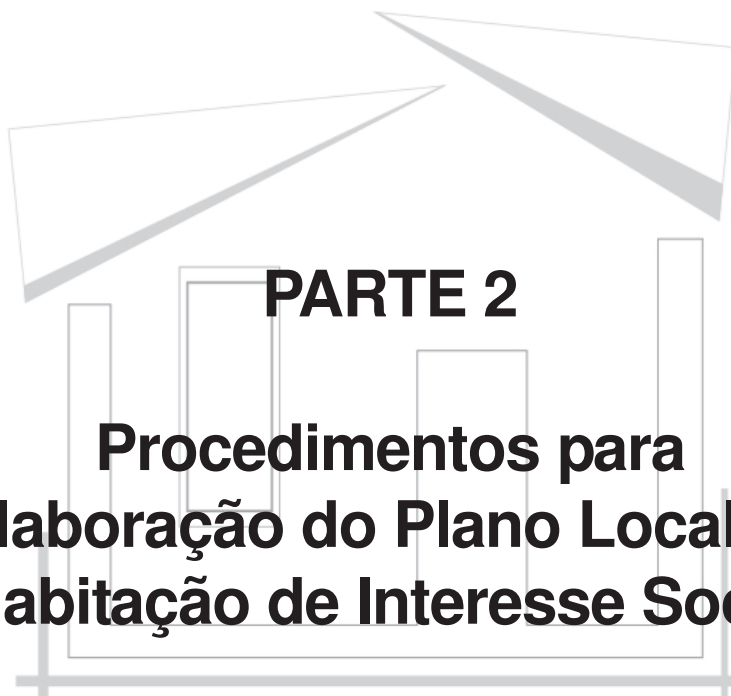 PARTE 2
Procedimentos para
laboração do Plano Local
abitação de Interesse Soc